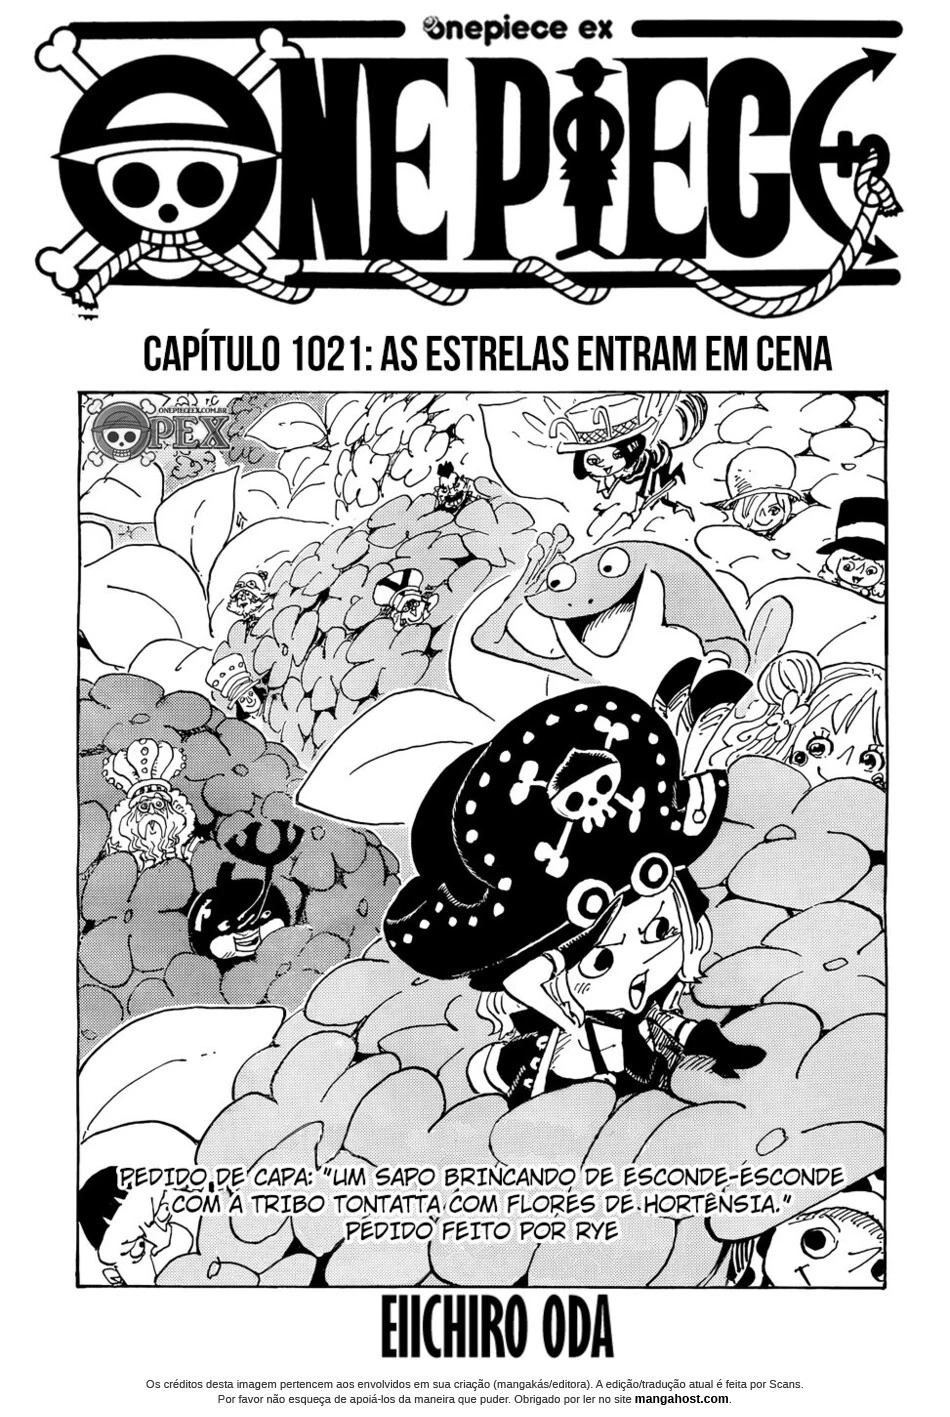 onepiece ex
ONE PIECE
CAPÍTULO 1021: AS ESTRELAS ENTRAM EM CENA
ONEPIECEEX.COM.BR
OPEX
PEDIDO DE CAPA: "UM SAPO BRINCANDO DE ESCONDE-ESCONDE
COM A TRIBO TONTATTA COM FLORES DE HORTÊNSIA."
PEDIDO FEITO POR RYE
EIICHIRO ODA
Os créditos desta imagem pertencem aos envolvidos em sua criação (mangakás/editora). A edição/tradução atual é feita por Scans.
Por favor não esqueça de apoiá-los da maneira que puder. Obrigado por ler no site mangahost.com.